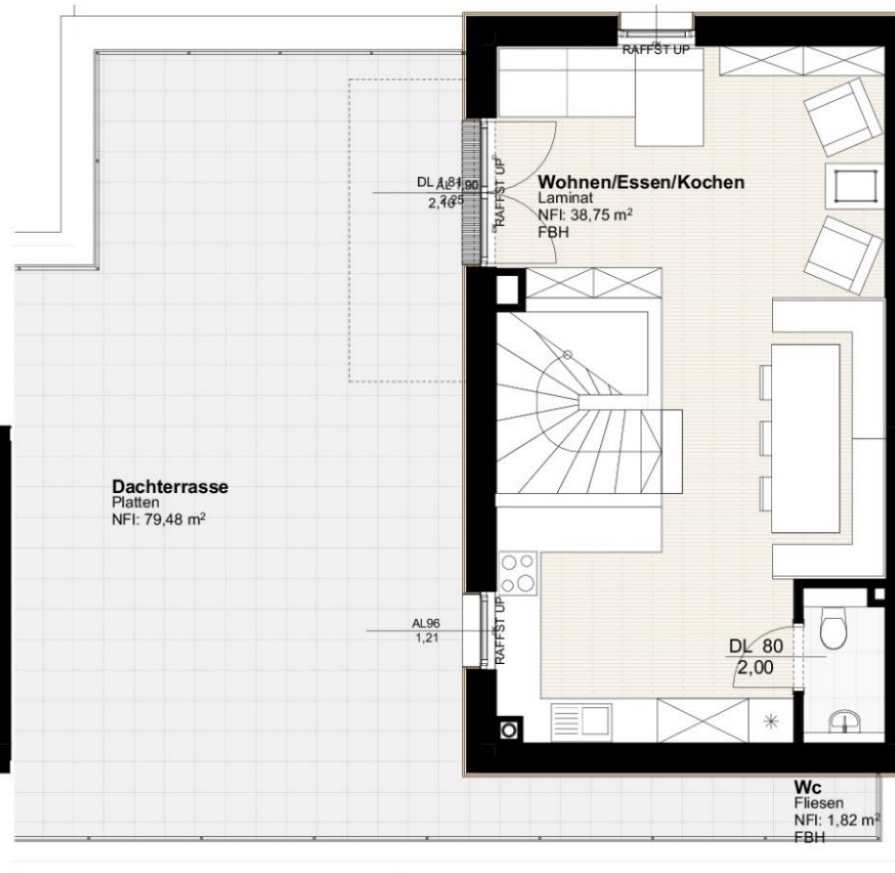 RAFFST UP
Wohnen/Essen/Kochen
Laminat
NFl: 38,75 m²
FBH
DL 1,81
AL 1,90
2,10
2,25
RAFFST UP
Dachterrasse
Platten
NFl: 79,48 m²
AL96
1,21
RAFFST UP
DL 80
2,00
Wc
Fliesen
NFl: 1,82 m²
FBH